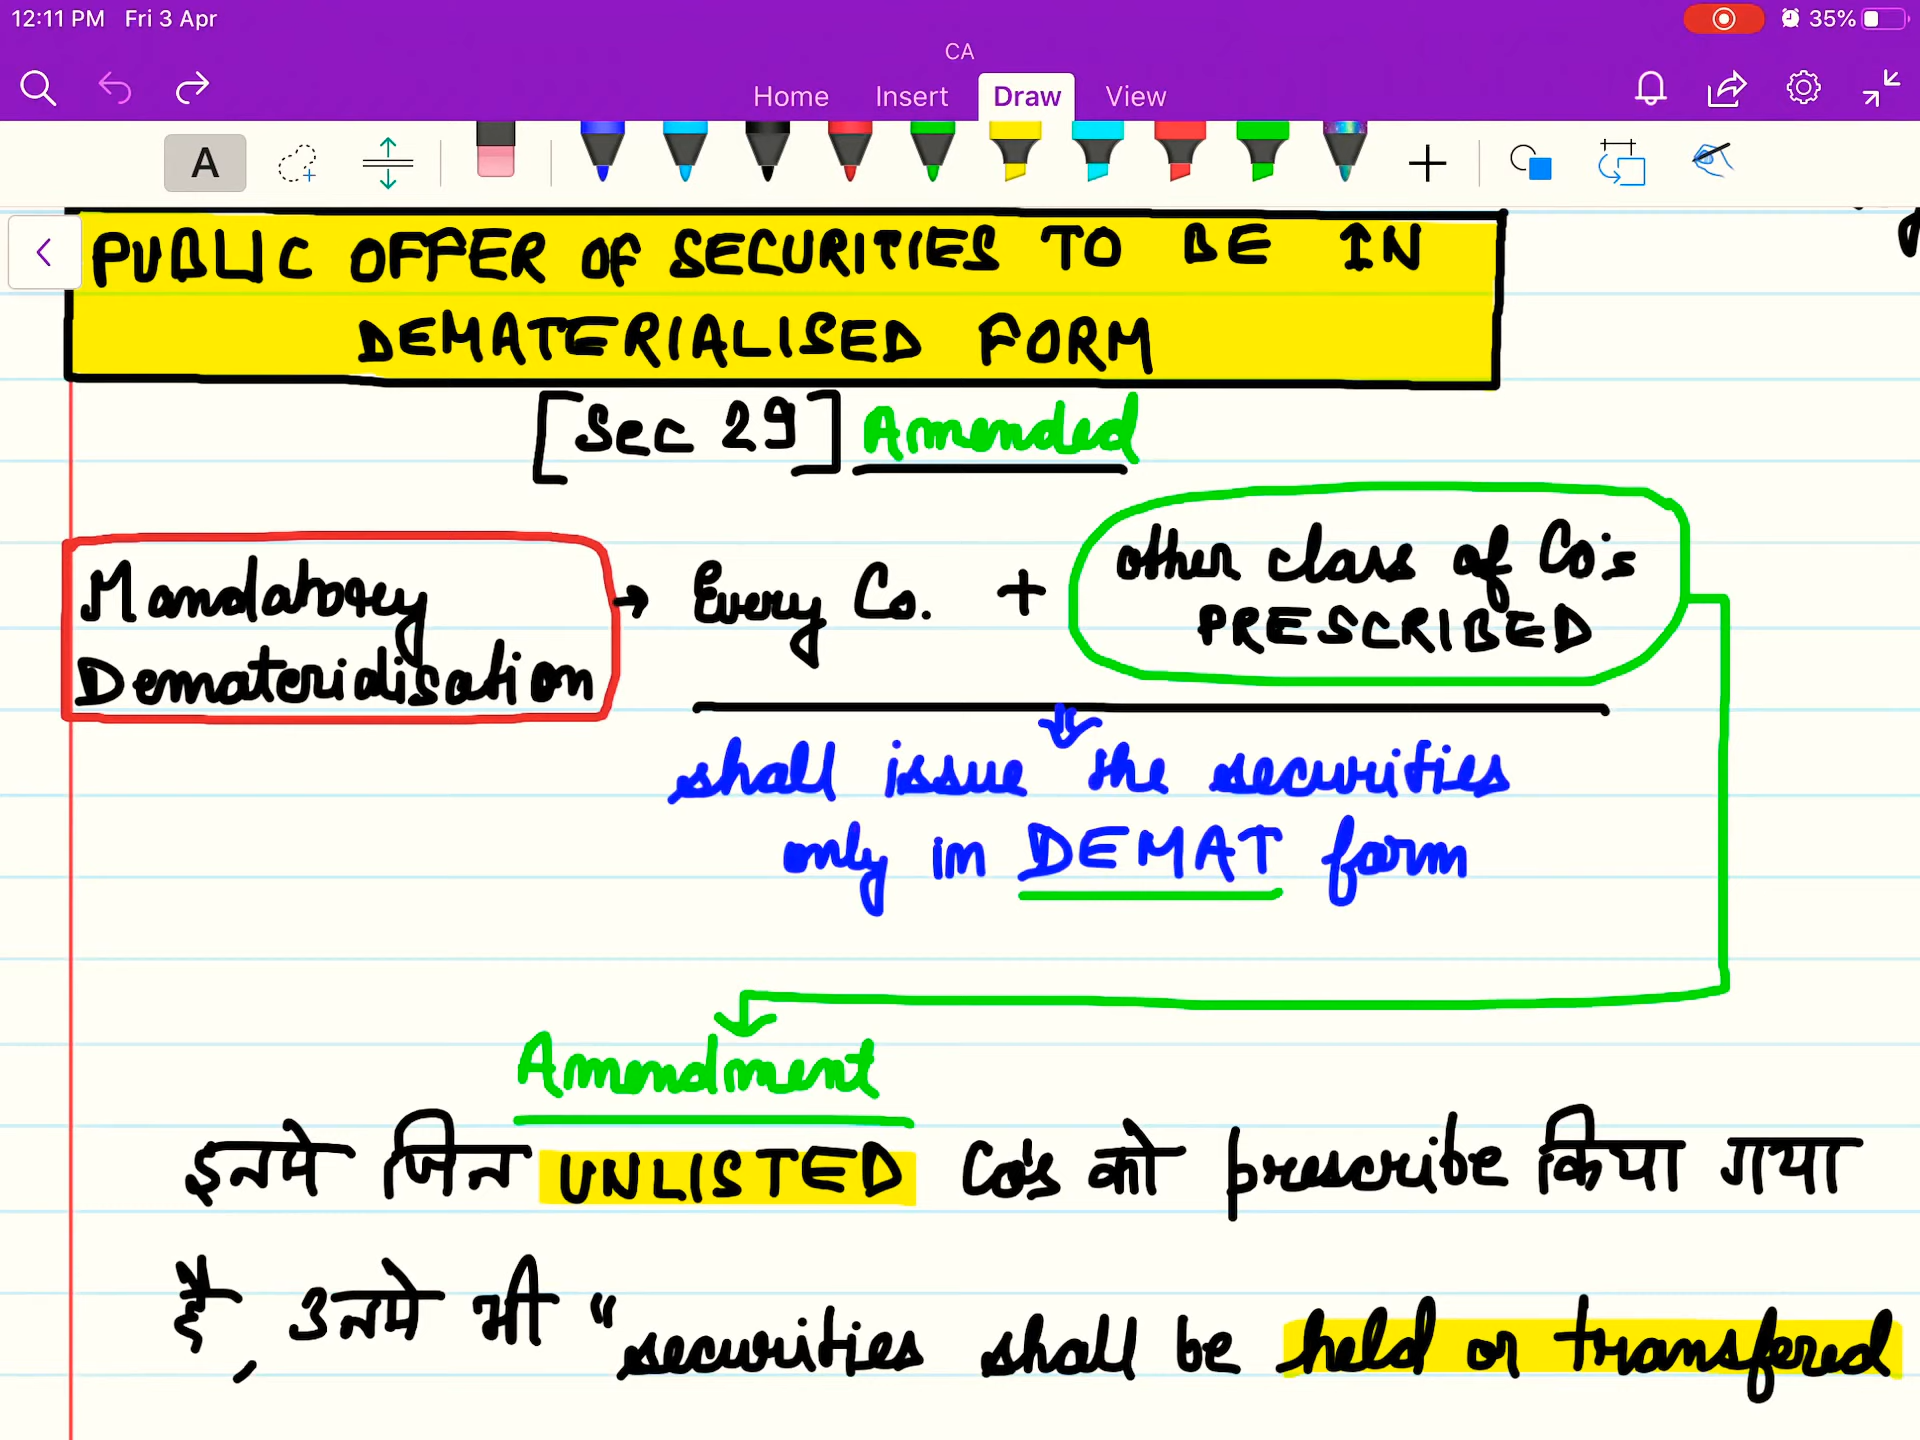 12:11 PM Fri 3 Apr 35%
CA
Home Insert Draw View
A
PUBLIC OFFER OF SECURITIES TO BE IN
DEMATERIALISED FORM
[Sec 29] Amended
Mandatory
Dematerialisation
→ Every Co. +
other class of Co's
PRESCRIBED
shall issue the securities
only in DEMAT form
Amendment
इनमे जिन UNLISTED Co's को prescribe किया गया
है, उनमे भी "securities shall be held or transfered